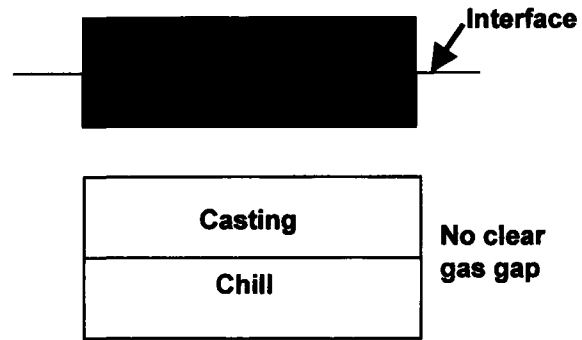 Interface
Casting
No clear
gas gap
Chill